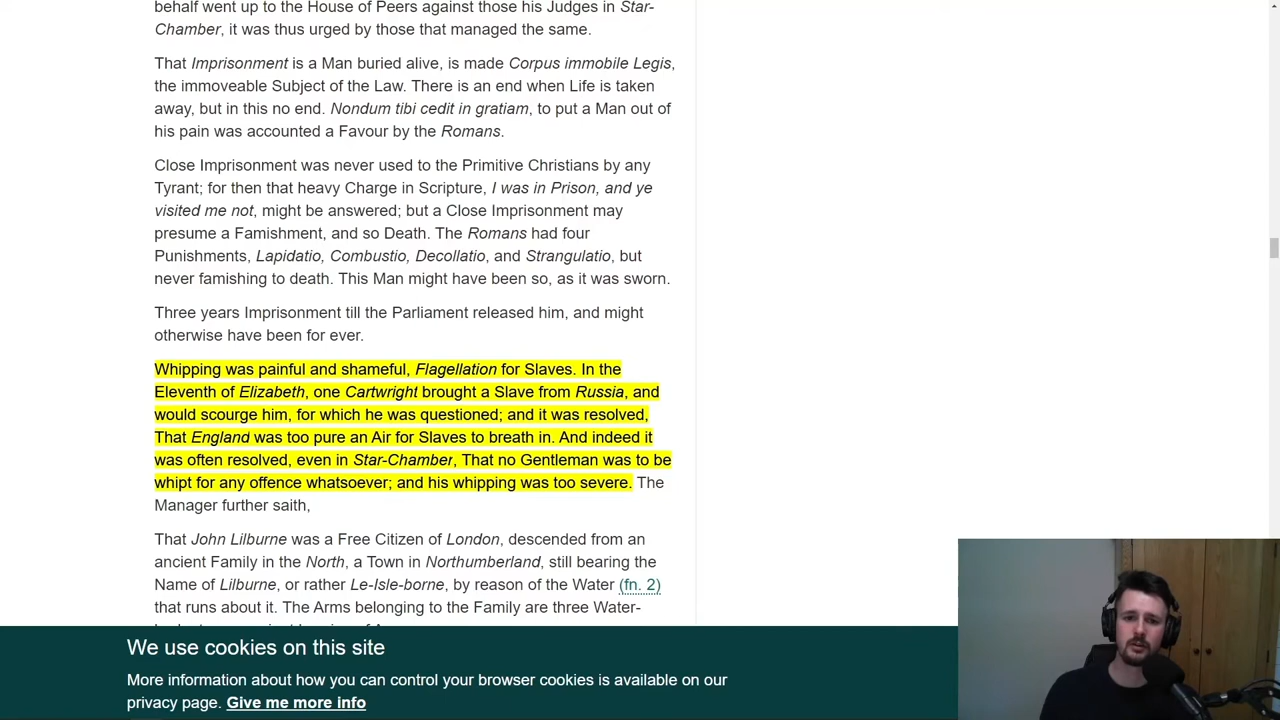 behalf went up to the House of Peers against those his Judges in Star-
Chamber, it was thus urged by those that managed the same.
That Imprisonment is a Man buried alive, is made Corpus immobile Legis,
the immoveable Subject of the Law. There is an end when Life is taken
away, but in this no end. Nondum tibi cedit in gratiam, to put a Man out of
his pain was accounted a Favour by the Romans.
Close Imprisonment was never used to the Primitive Christians by any
Tyrant; for then that heavy Charge in Scripture, I was in Prison, and ye
visited me not, might be answered; but a Close Imprisonment may
presume a Famishment, and so Death. The Romans had four
Punishments, Lapidatio, Combustio, Decollatio, and Strangulatio, but
never famishing to death. This Man might have been so, as it was sworn.
Three years Imprisonment till the Parliament released him, and might
otherwise have been for ever.
Whipping was painful and shameful, Flagellation for Slaves. In the
Eleventh of Elizabeth, one Cartwright brought a Slave from Russia, and
would scourge him, for which he was questioned; and it was resolved,
That England was too pure an Air for Slaves to breath in. And indeed it
was often resolved, even in Star-Chamber, That no Gentleman was to be
whipt for any offence whatsoever; and his whipping was too severe. The
Manager further saith,
That John Lilburne was a Free Citizen of London, descended from an
ancient Family in the North, a Town in Northumberland, still bearing the
Name of Lilburne, or rather Le-Isle-borne, by reason of the Water (fn. 2)
that runs about it. The Arms belonging to the Family are three Water-
We use cookies on this site
More information about how you can control your browser cookies is available on our
privacy page. Give me more info